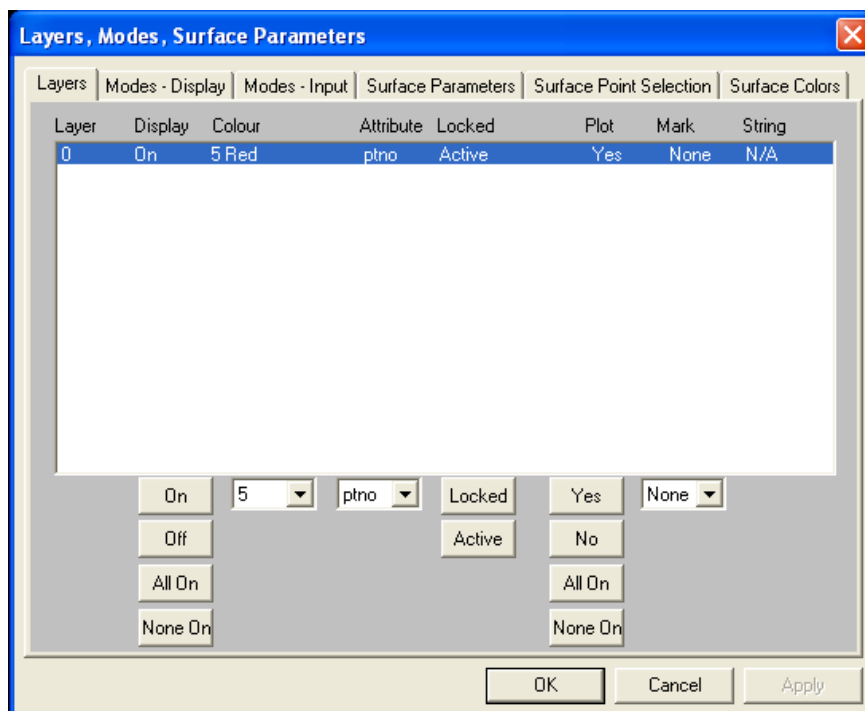 Layers, Modes, Surface Parameters
Layers Modes - Display Modes - Input Surface Parameters Surface Point Selection Surface Colors
Layer Display Colour Attribute Locked Plot Mark String
0 On 5 Red ptno Active Yes None N/A
On 5 ptno Locked Yes None
Off Active No
All On All On
None On None On
OK Cancel Apply